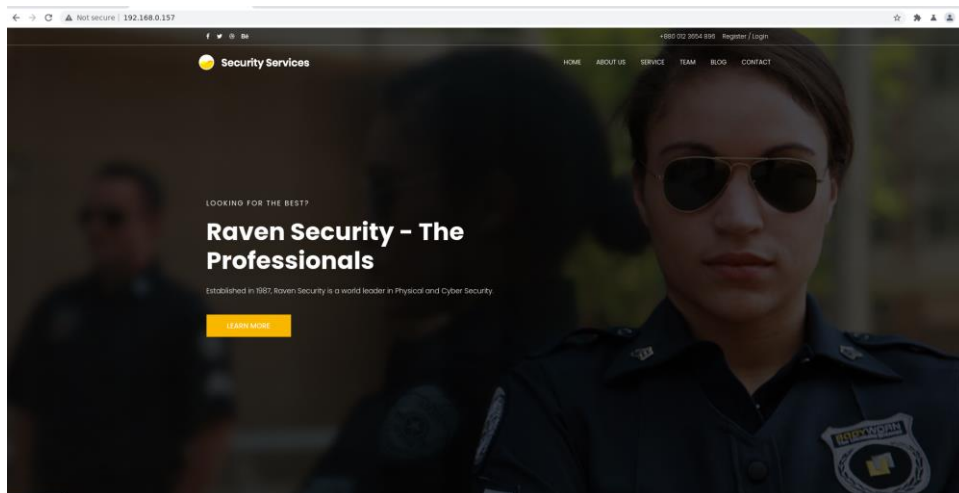 Not secure | 192.168.0.157
+880 012 3654 896 Register / Login
Security Services
HOME ABOUT US SERVICE TEAM BLOG CONTACT
LOOKING FOR THE BEST?
Raven Security - The
Professionals
Established in 1987, Raven Security is a world leader in Physical and Cyber Security.
LEARN MORE